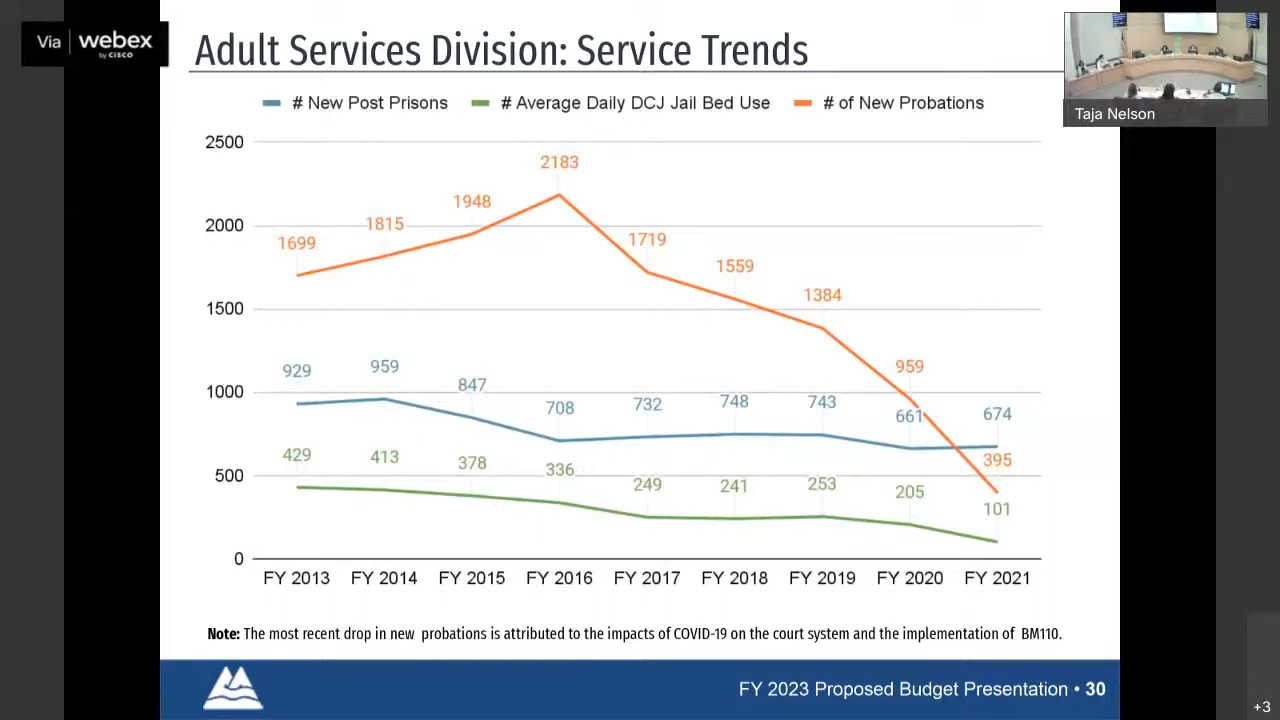 Via webex
by CISCO
Adult Services Division: Service Trends
Taja Nelson
# New Post Prisons # Average Daily DCJ Jail Bed Use # of New Probations
2500
2183
2000
1948
1815
1699
1719
1559
1500
1384
1000
959
929 959 847 708 732 748 743 661 674
500
429 413 378 336 249 241 253 205 101
395
0
FY 2013 FY 2014 FY 2015 FY 2016 FY 2017 FY 2018 FY 2019 FY 2020 FY 2021
Note: The most recent drop in new probations is attributed to the impacts of COVID-19 on the court system and the implementation of BM110.
FY 2023 Proposed Budget Presentation • 30
+3